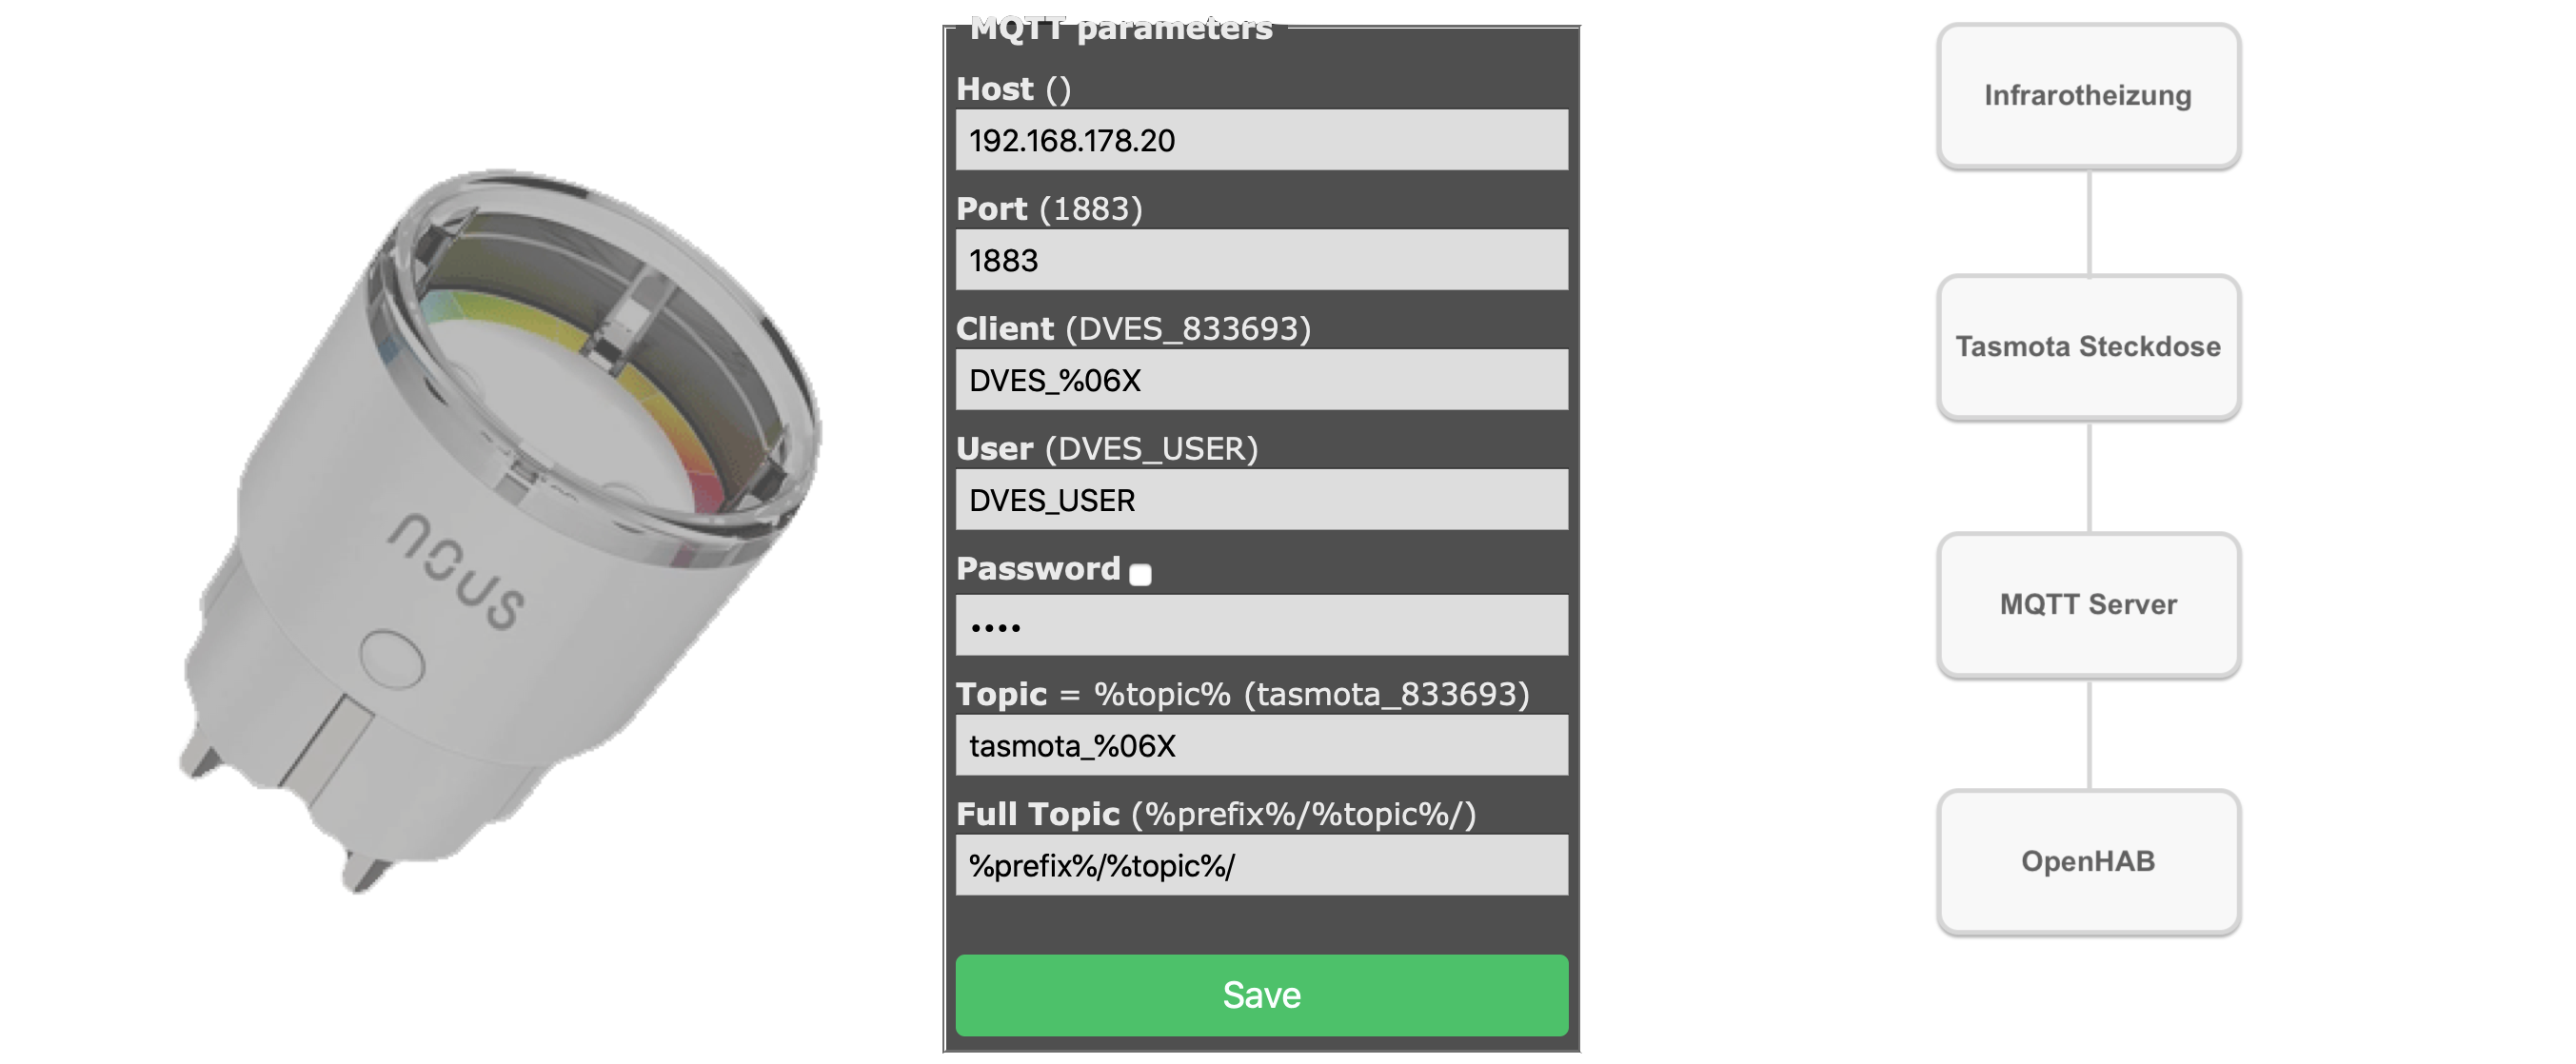 nous
MQTT parameters
Host ()
192.168.178.20
Port (1883)
1883
Client (DVES_833693)
DVES_%06X
User (DVES_USER)
DVES_USER
Password
••••
Topic = %topic% (tasmota_833693)
tasmota_%06X
Full Topic (%prefix%/%topic%/)
%prefix%/%topic%/
Save
Infrarotheizung
Tasmota Steckdose
MQTT Server
OpenHAB